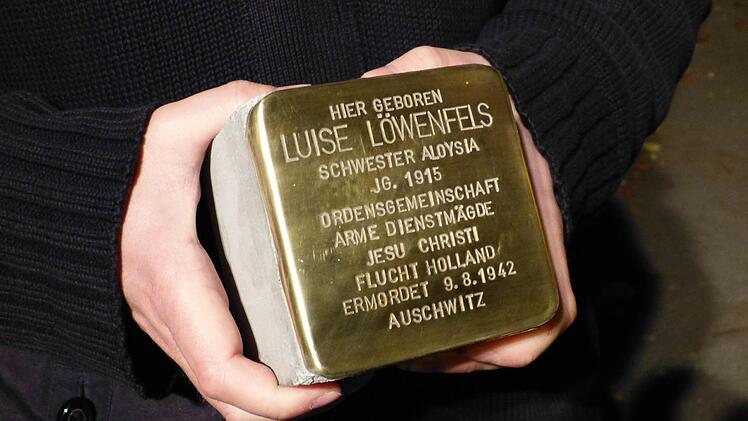 HIER GEBOREN
LUISE LÖWENFELS
SCHWESTER ALOYSIA
JG. 1915
ORDENSGEMEINSCHAFT
ARME DIENSTMÄGDE
JESU CHRISTI
FLUCHT HOLLAND
ERMORDET 9.8.1942
AUSCHWITZ